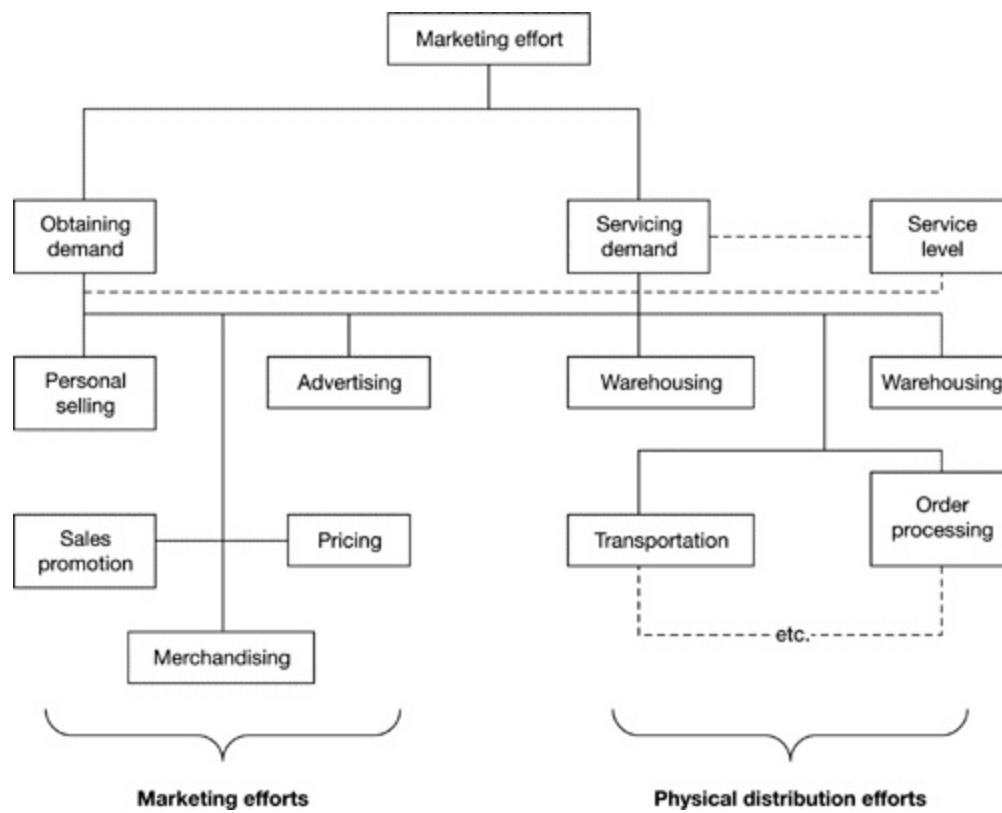 Marketing effort
Obtaining
demand
Servicing
demand
Service
level
Personal
selling
Advertising
Warehousing
Warehousing
Sales
promotion
Pricing
Transportation
Order
processing
Merchandising
etc.
Marketing efforts
Physical distribution efforts